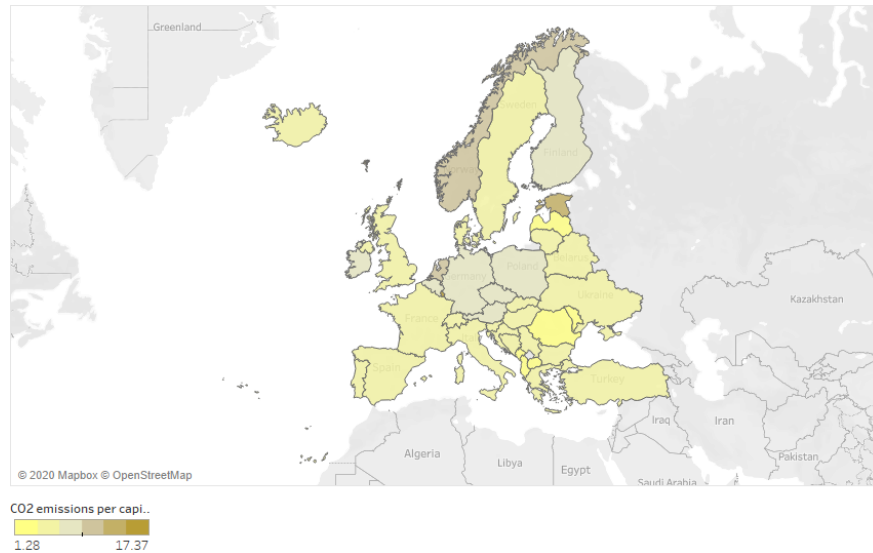 Greenland
Sweden
Finland
Norway
Belarus
Poland
Germany
Ukraine
Kazakhstan
France
Spain
Turkey
Iraq
Iran
Algeria
Libya
Egypt
Pakistan
Saudi Arabia
© 2020 Mapbox © OpenStreetMap
CO2 emissions per capi..
1.28 17.37